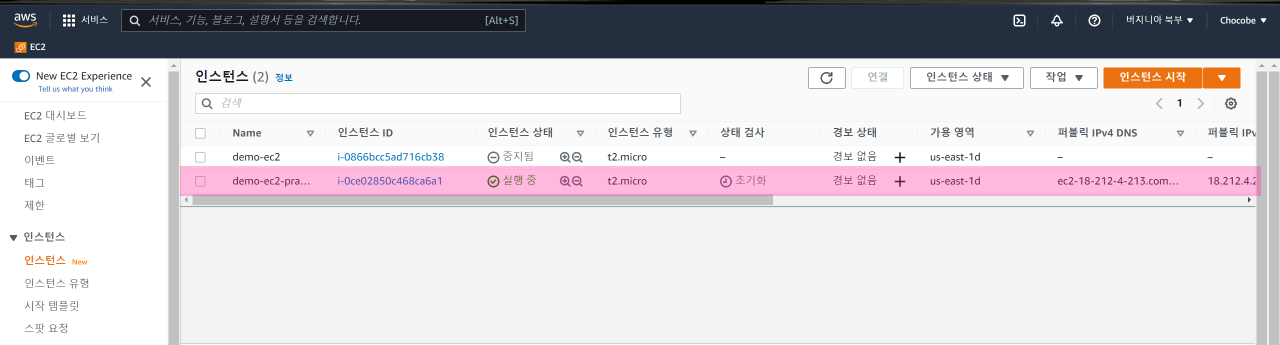 aws 서비스 서비스, 기능, 블로그, 설명서 등을 검색합니다. [Alt+S] 버지니아 북부 Chocobe
EC2
New EC2 Experience
Tell us what you think
EC2 대시보드
EC2 글로벌 보기
이벤트
태그
제한
인스턴스
인스턴스 New
인스턴스 유형
시작 템플릿
스팟 요청
인스턴스 (2) 정보 연결 인스턴스 상태 작업 인스턴스 시작
검색 1
Name 인스턴스 ID 인스턴스 상태 인스턴스 유형 상태 검사 경보 상태 가용 영역 퍼블릭 IPv4 DNS 퍼블릭 IPv
demo-ec2 i-0866bcc5ad716cb38 중지됨 t2.micro – 경보 없음 + us-east-1d – –
demo-ec2-pra... i-0ce02850c468ca6a1 실행 중 t2.micro 조기화 경보 없음 + us-east-1d ec2-18-212-4-213.com... 18.212.4.2